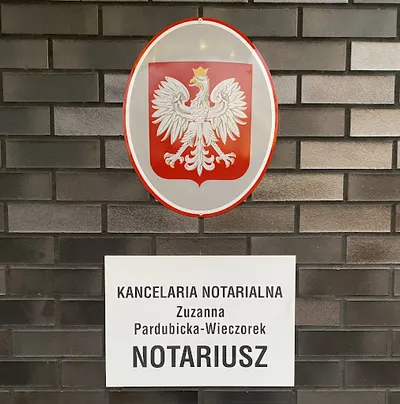 KANCELARIA NOTARIALNA
Zuzanna
Pardubicka-Wieczorek
NOTARIUSZ